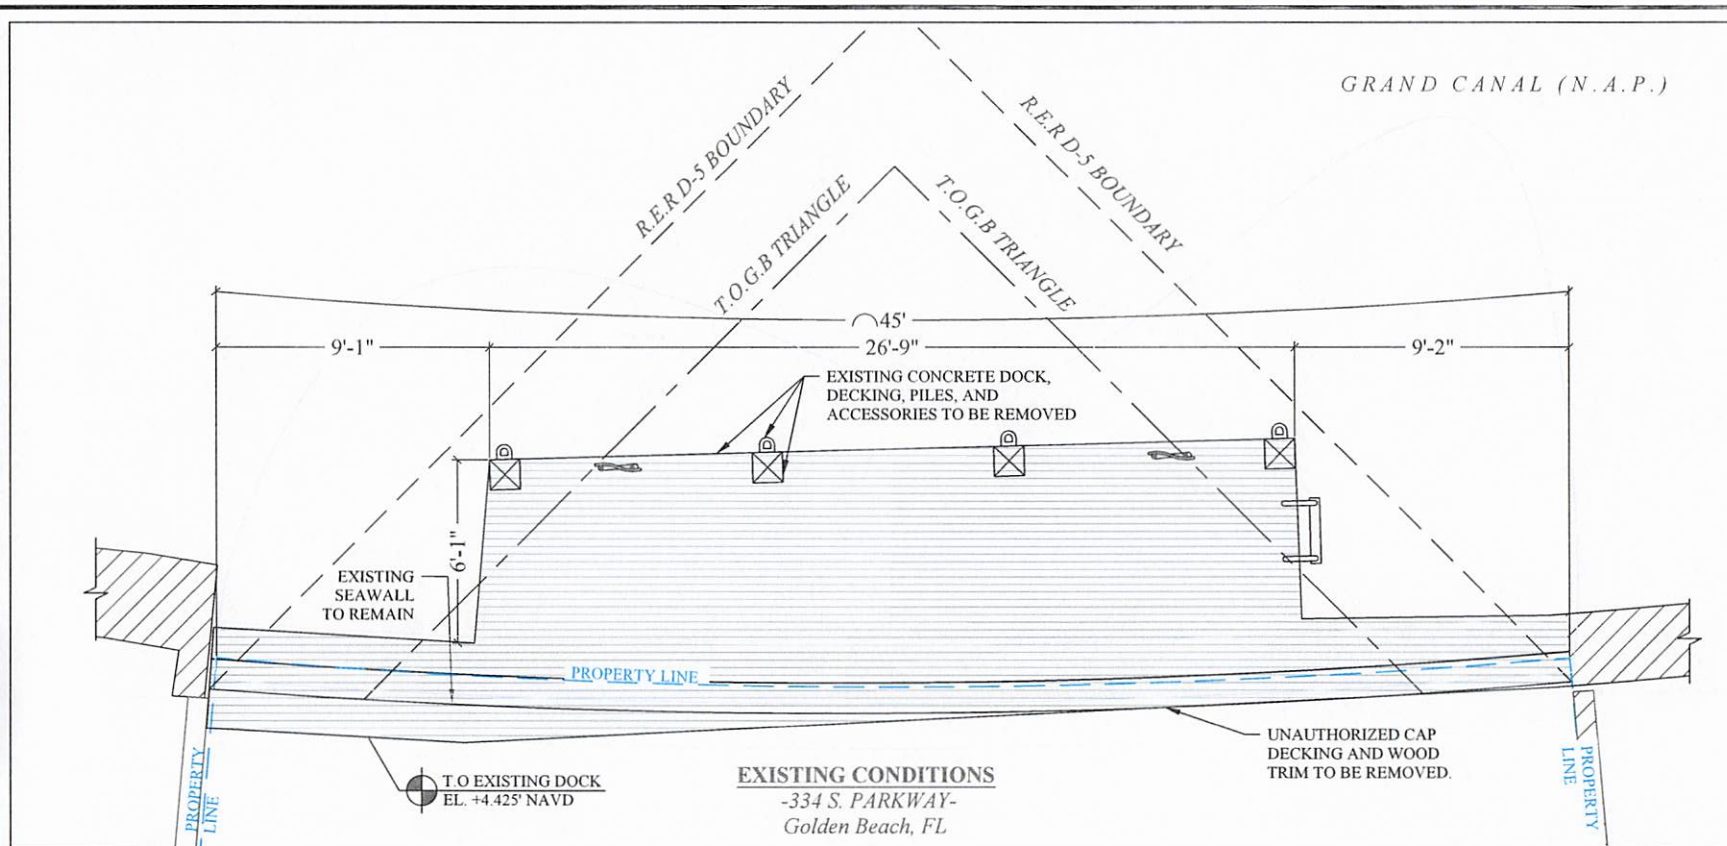 GRAND CANAL (N.A.P.)
R.E.R D-5 BOUNDARY
R.E.R D-5 BOUNDARY
T.O.G.B TRIANGLE
T.O.G.B TRIANGLE
45'
9'-1"
26'-9"
9'-2"
EXISTING CONCRETE DOCK,
DECKING, PILES, AND
ACCESSORIES TO BE REMOVED
6'-1"
EXISTING
SEAWALL
TO REMAIN
PROPERTY LINE
UNAUTHORIZED CAP
DECKING AND WOOD
TRIM TO BE REMOVED.
PROPERTY
LINE
PROPERTY
LINE
T.O EXISTING DOCK
EL. +4.425' NAVD
EXISTING CONDITIONS
-334 S. PARKWAY-
Golden Beach, FL